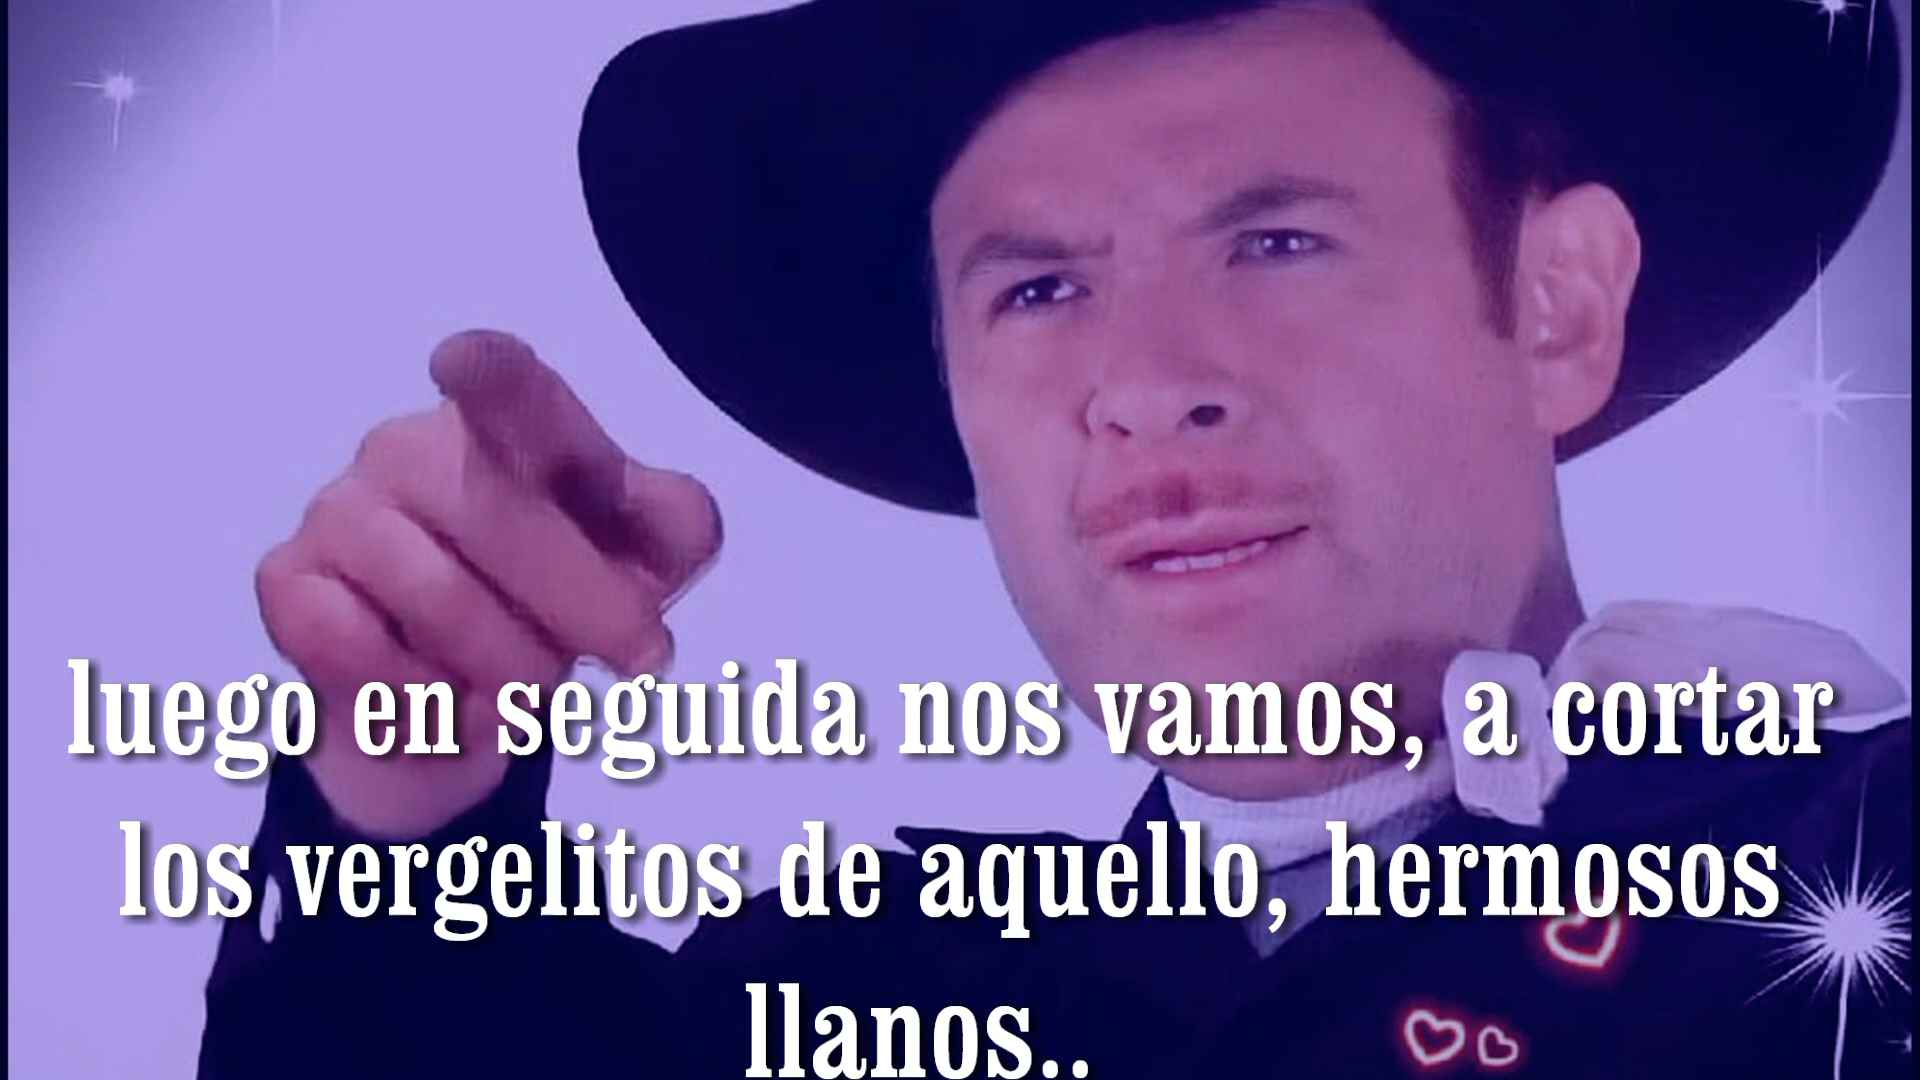 luego en seguida nos vamos, a cortar
los vergelitos de aquello, hermosos
llanos..